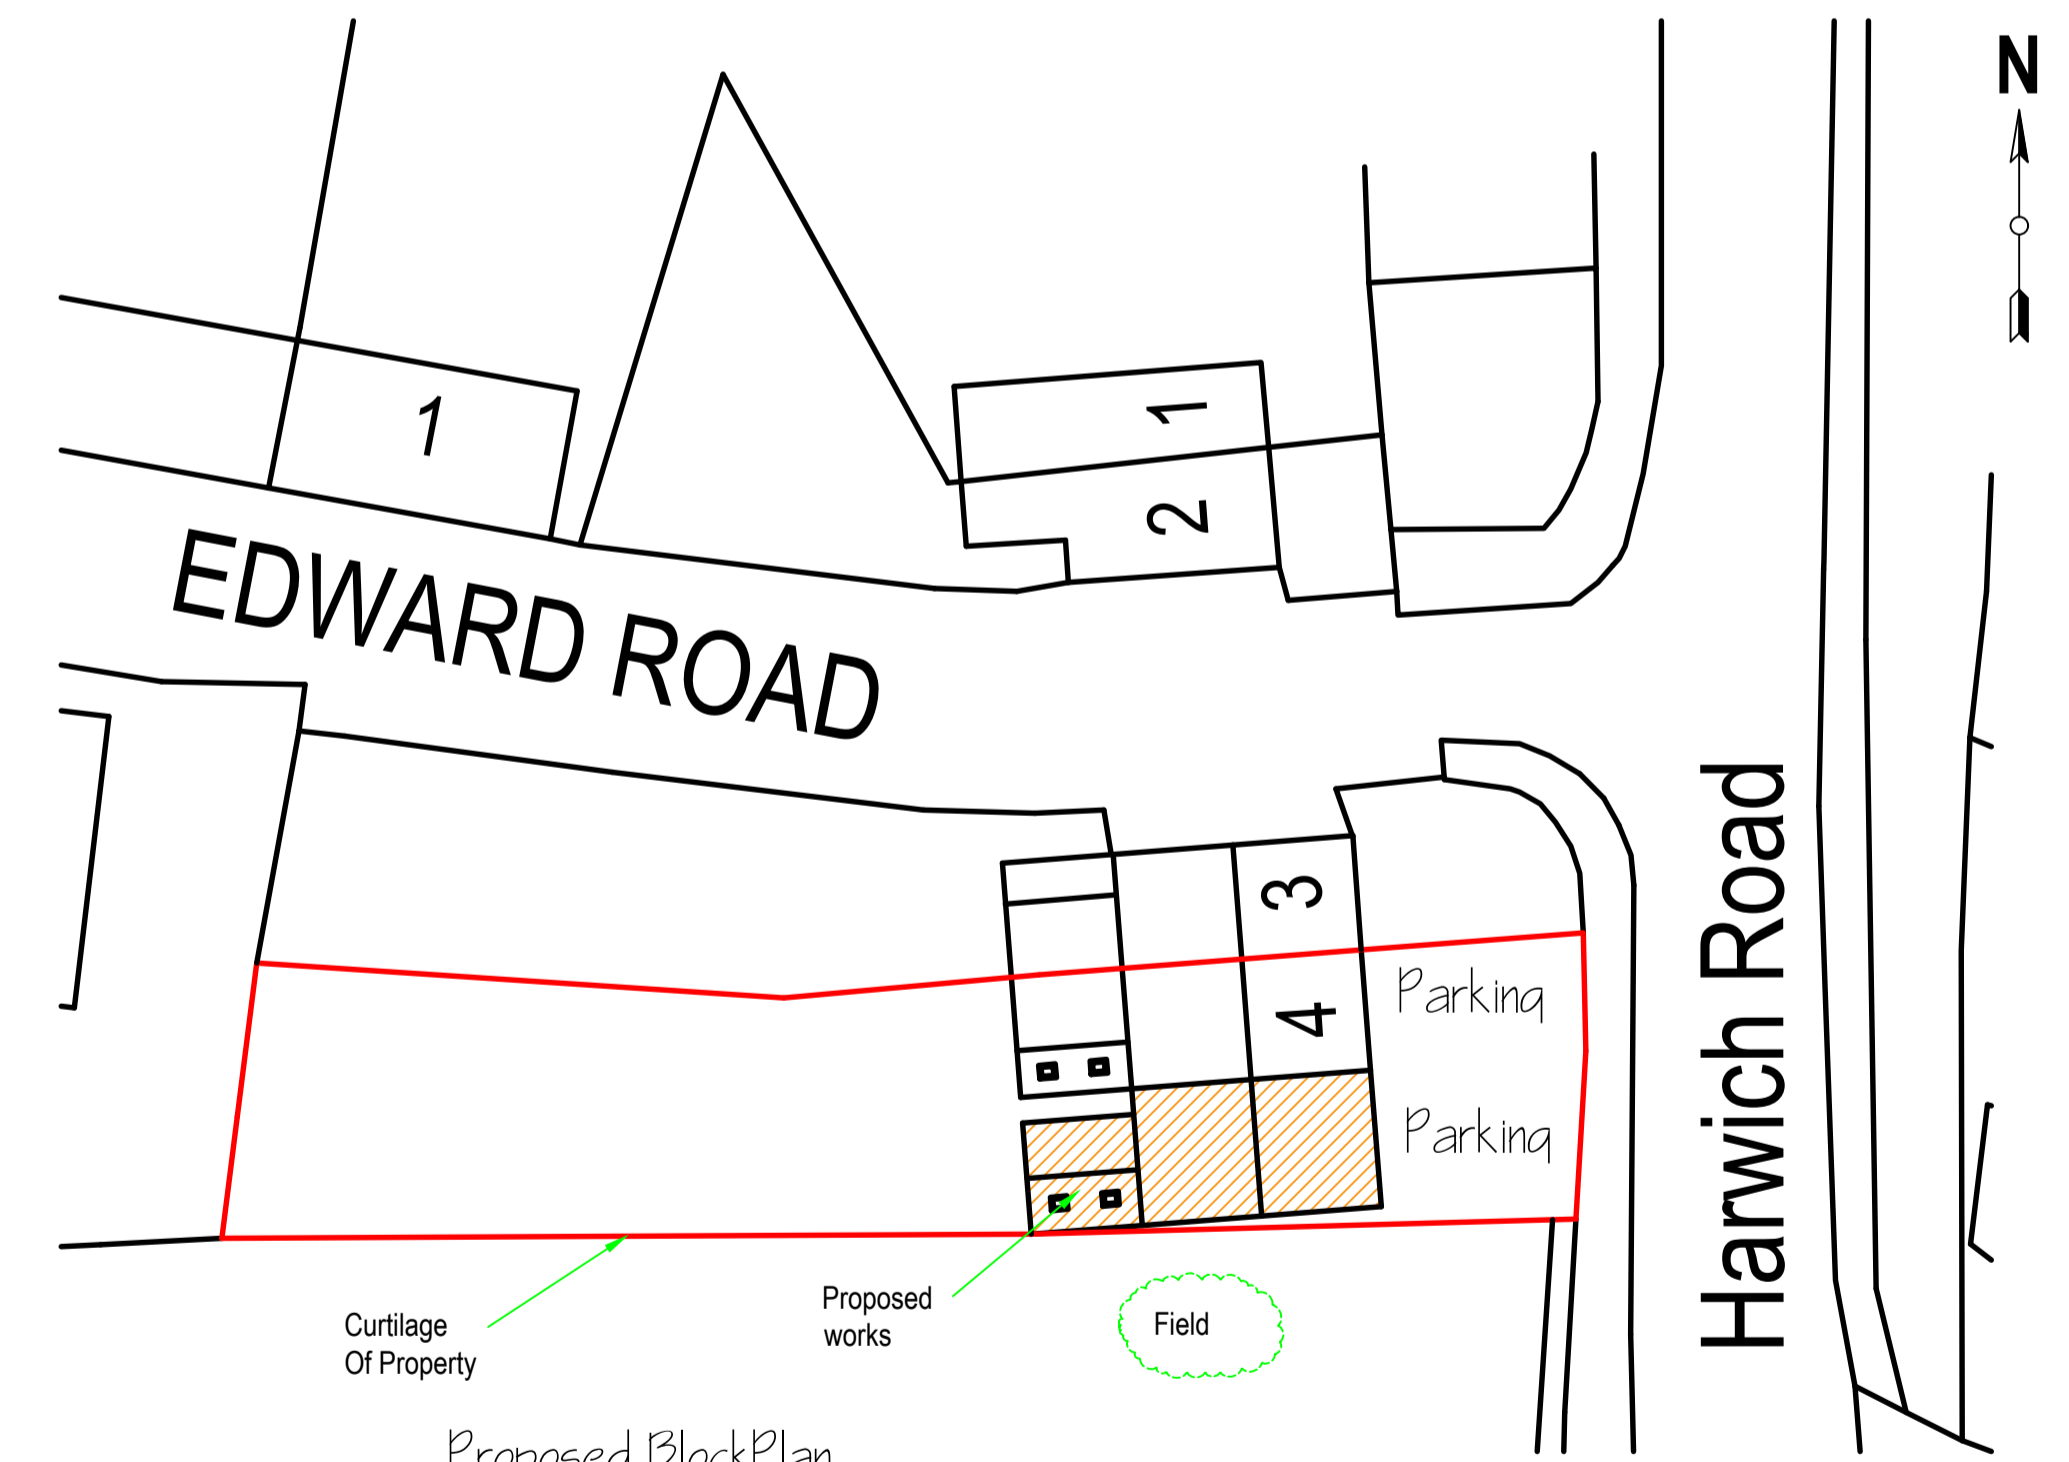 N
1
1
2
EDWARD ROAD
3
4
Parking
Parking
Harwich Road
Proposed
works
Field
Curtilage
Of Property
Proposed BlockPlan